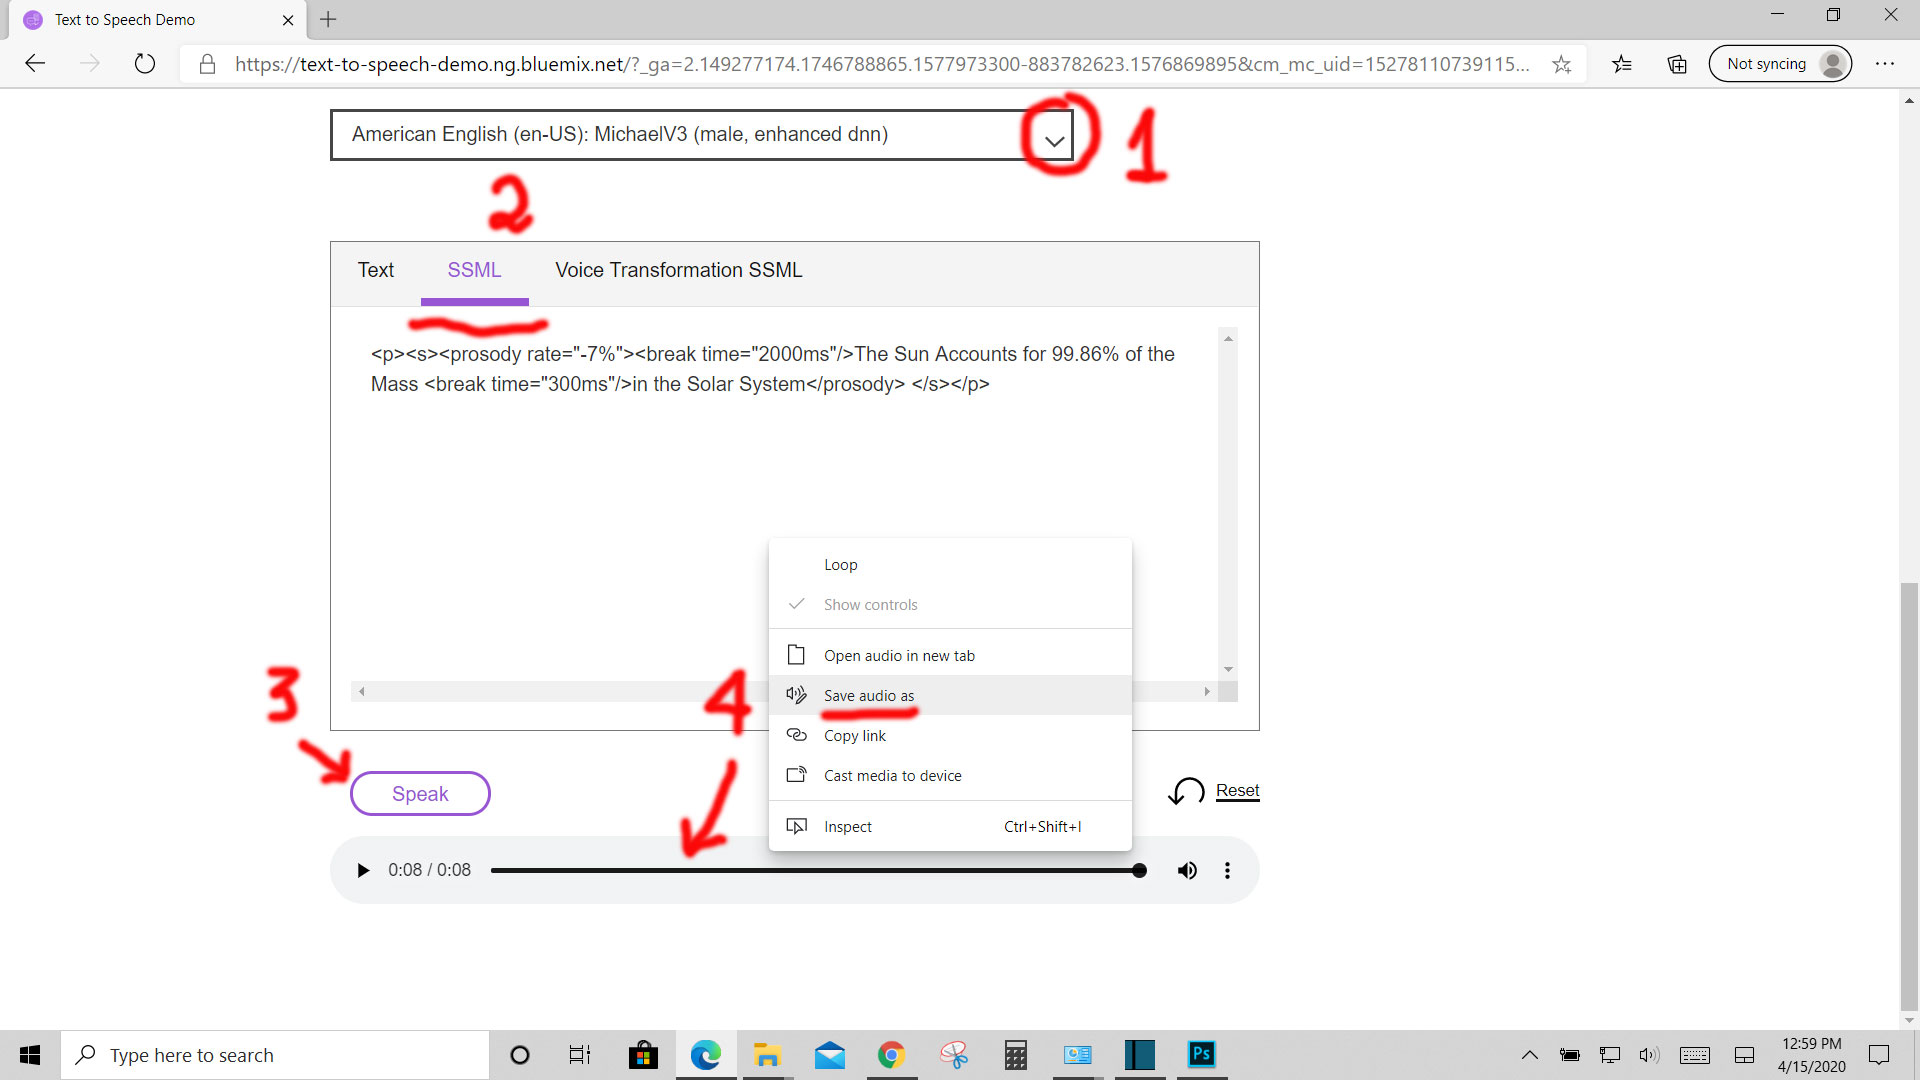 Text to Speech Demo
https://text-to-speech-demo.ng.bluemix.net/?_ga=2.149277174.1746788865.1577973300-883782623.1576869895&cm_mc_uid=15278110739115...
Not syncing
American English (en-US): MichaelV3 (male, enhanced dnn)
1
2
Text SSML Voice Transformation SSML
<p><s><prosody rate="-7%"><break time="2000ms"/>The Sun Accounts for 99.86% of the
Mass <break time="300ms"/>in the Solar System</prosody> </s></p>
Loop
Show controls
Open audio in new tab
Save audio as
Copy link
Cast media to device
Inspect Ctrl+Shift+I
3
4
Speak
Reset
0:08 / 0:08
Type here to search
Ps
12:59 PM
4/15/2020